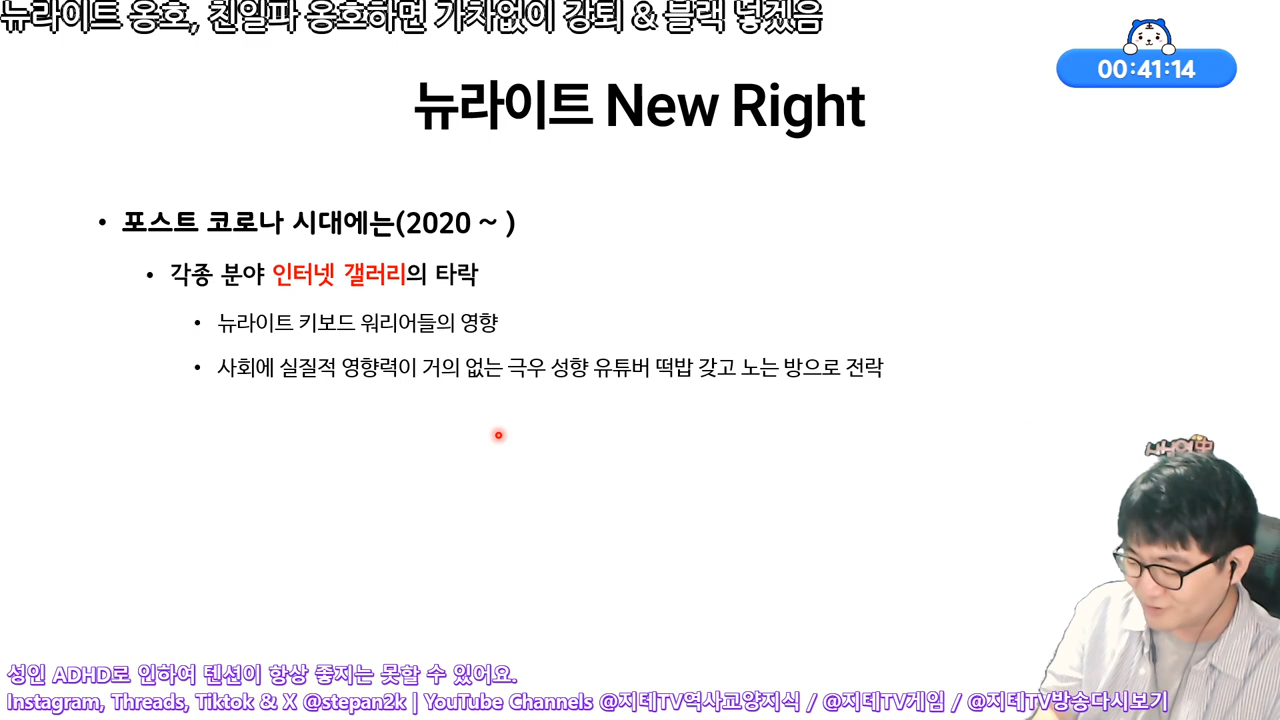 뉴라이트 옹호, 친일파 옹호하면 가차없이 강퇴 & 블랙 넣겠음
00:41:14
뉴라이트 New Right
• 포스트 코로나 시대에는(2020 ~ )
• 각종 분야 인터넷 갤러리의 타락
• 뉴라이트 키보드 워리어들의 영향
• 사회에 실질적 영향력이 거의 없는 극우 성향 유튜버 떡밥 갖고 노는 방으로 전락
성인 ADHD로 인하여 텐션이 항상 좋지는 못할 수 있어요.
Instagram, Threads, Tiktok & X @stepan2k | YouTube Channels @지테TV역사교양지식 / @지테TV게임 / @지테TV방송다시보기